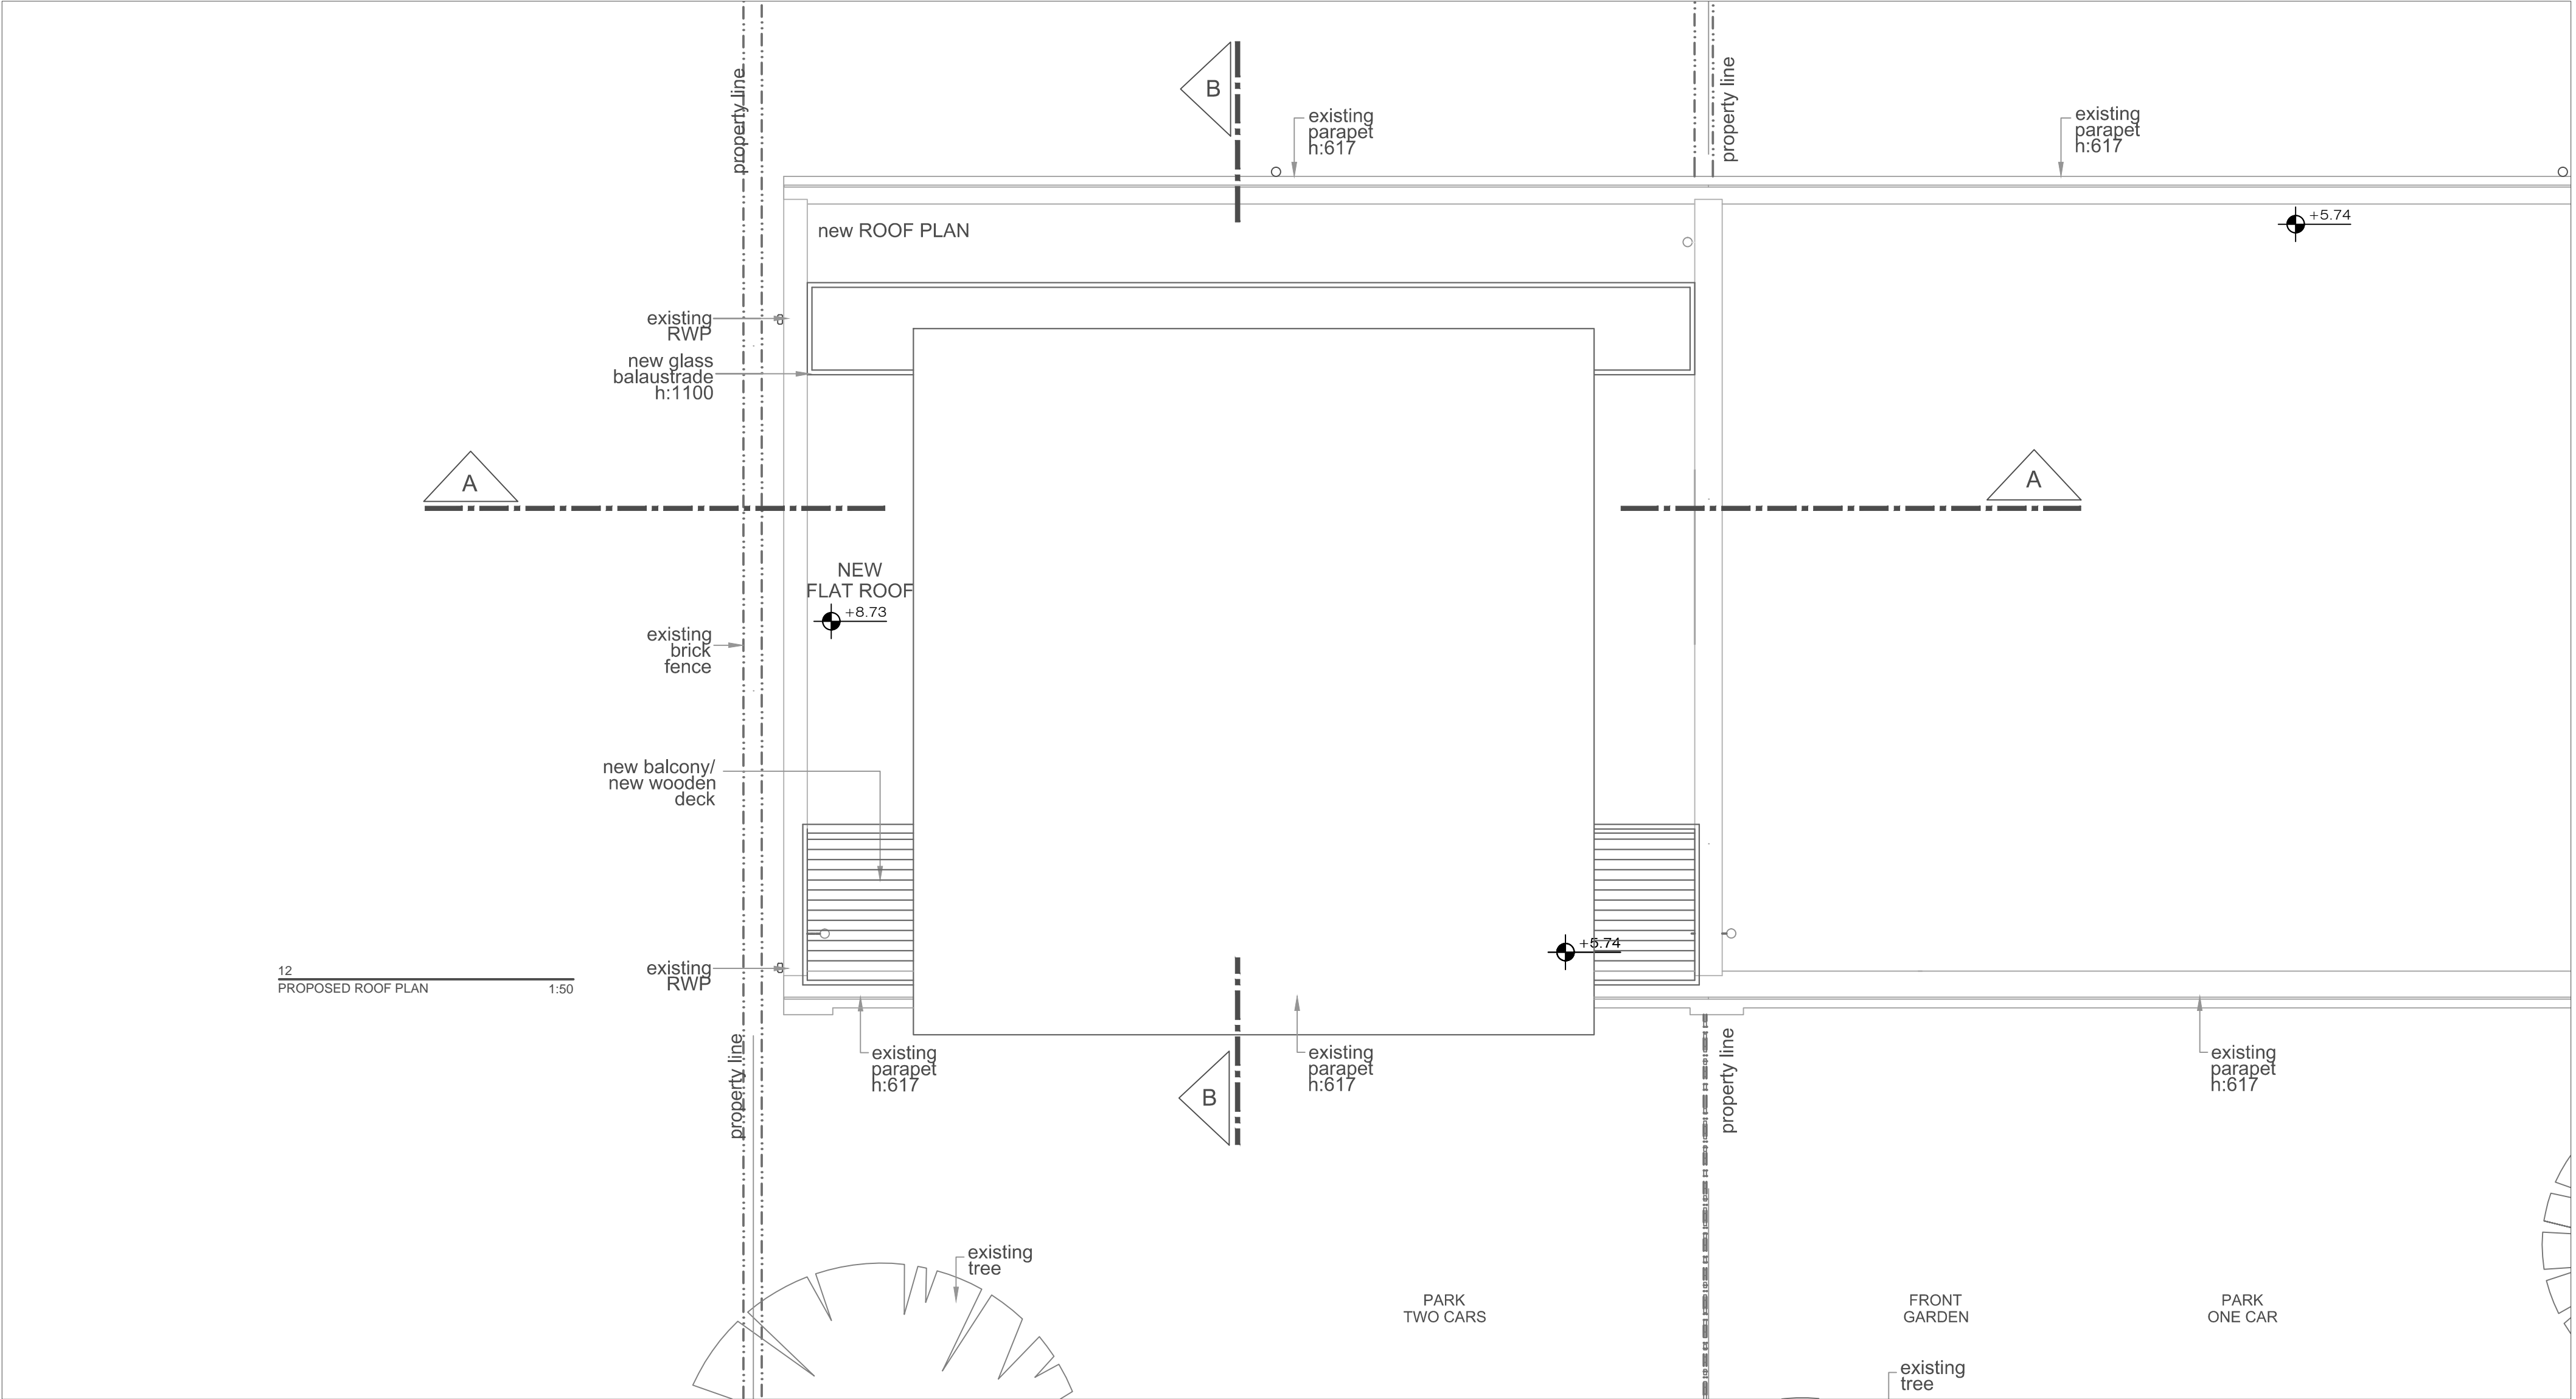 property line
B
existing
parapet
h:617
property line
existing
parapet
h:617
+5.74
new ROOF PLAN
existing
RWP
new glass
balaustrade
h:1100
A
A
NEW
FLAT ROOF
+8.73
existing
brick
fence
new balcony/
new wooden
deck
+5.74
existing
RWP
12
PROPOSED ROOF PLAN
1:50
property line
existing
parapet
h:617
B
existing
parapet
h:617
property line
existing
parapet
h:617
existing
tree
PARK
TWO CARS
FRONT
GARDEN
PARK
ONE CAR
existing
tree